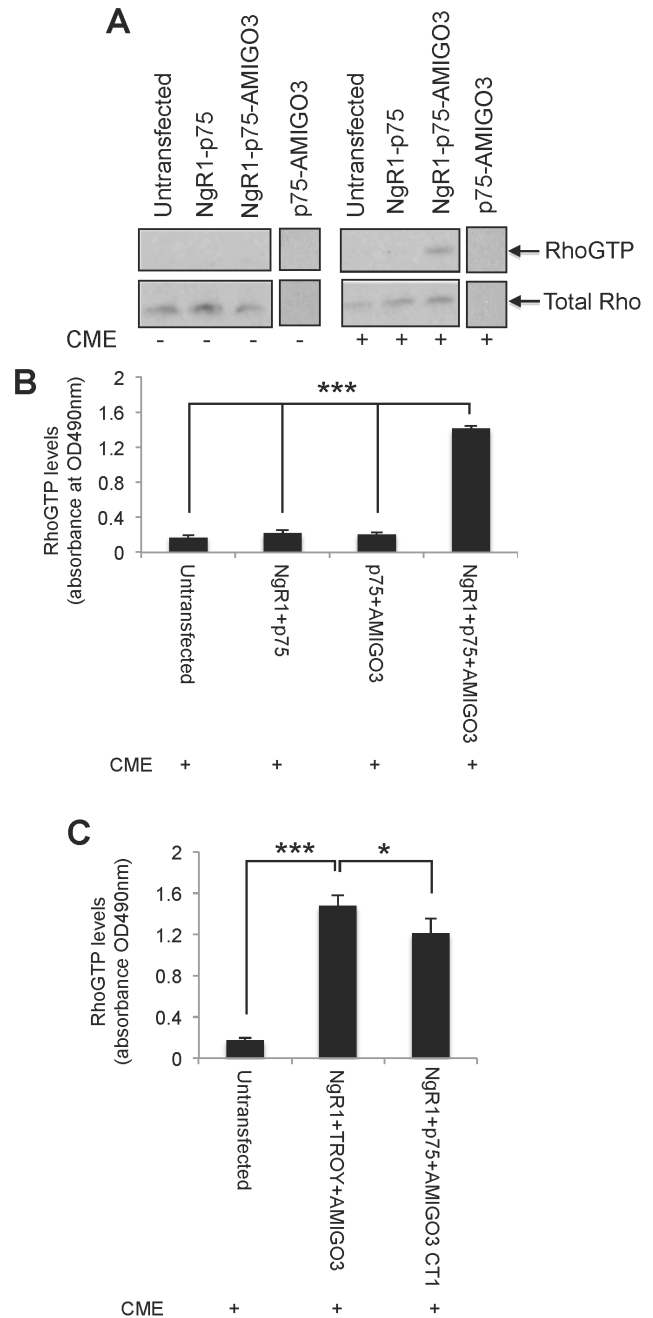 A
Untransfected
NgR1-p75
NgR1-p75-AMIGO3
p75-AMIGO3
Untransfected
NgR1-p75
NgR1-p75-AMIGO3
p75-AMIGO3
RhoGTP
Total Rho
CME - - - - + + + +
B
RhoGTP levels
(absorbance at OD490nm)
2
1.6
1.2
0.8
0.4
0
***
Untransfected
NgR1+p75
p75+AMIGO3
NgR1+p75+AMIGO3
CME + + + +
C
RhoGTP levels
(absorbance OD490nm)
2
1.6
1.2
0.8
0.4
0
*** *
Untransfected
NgR1+TROY+AMIGO3
NgR1+p75+AMIGO3 CT1
CME + + +